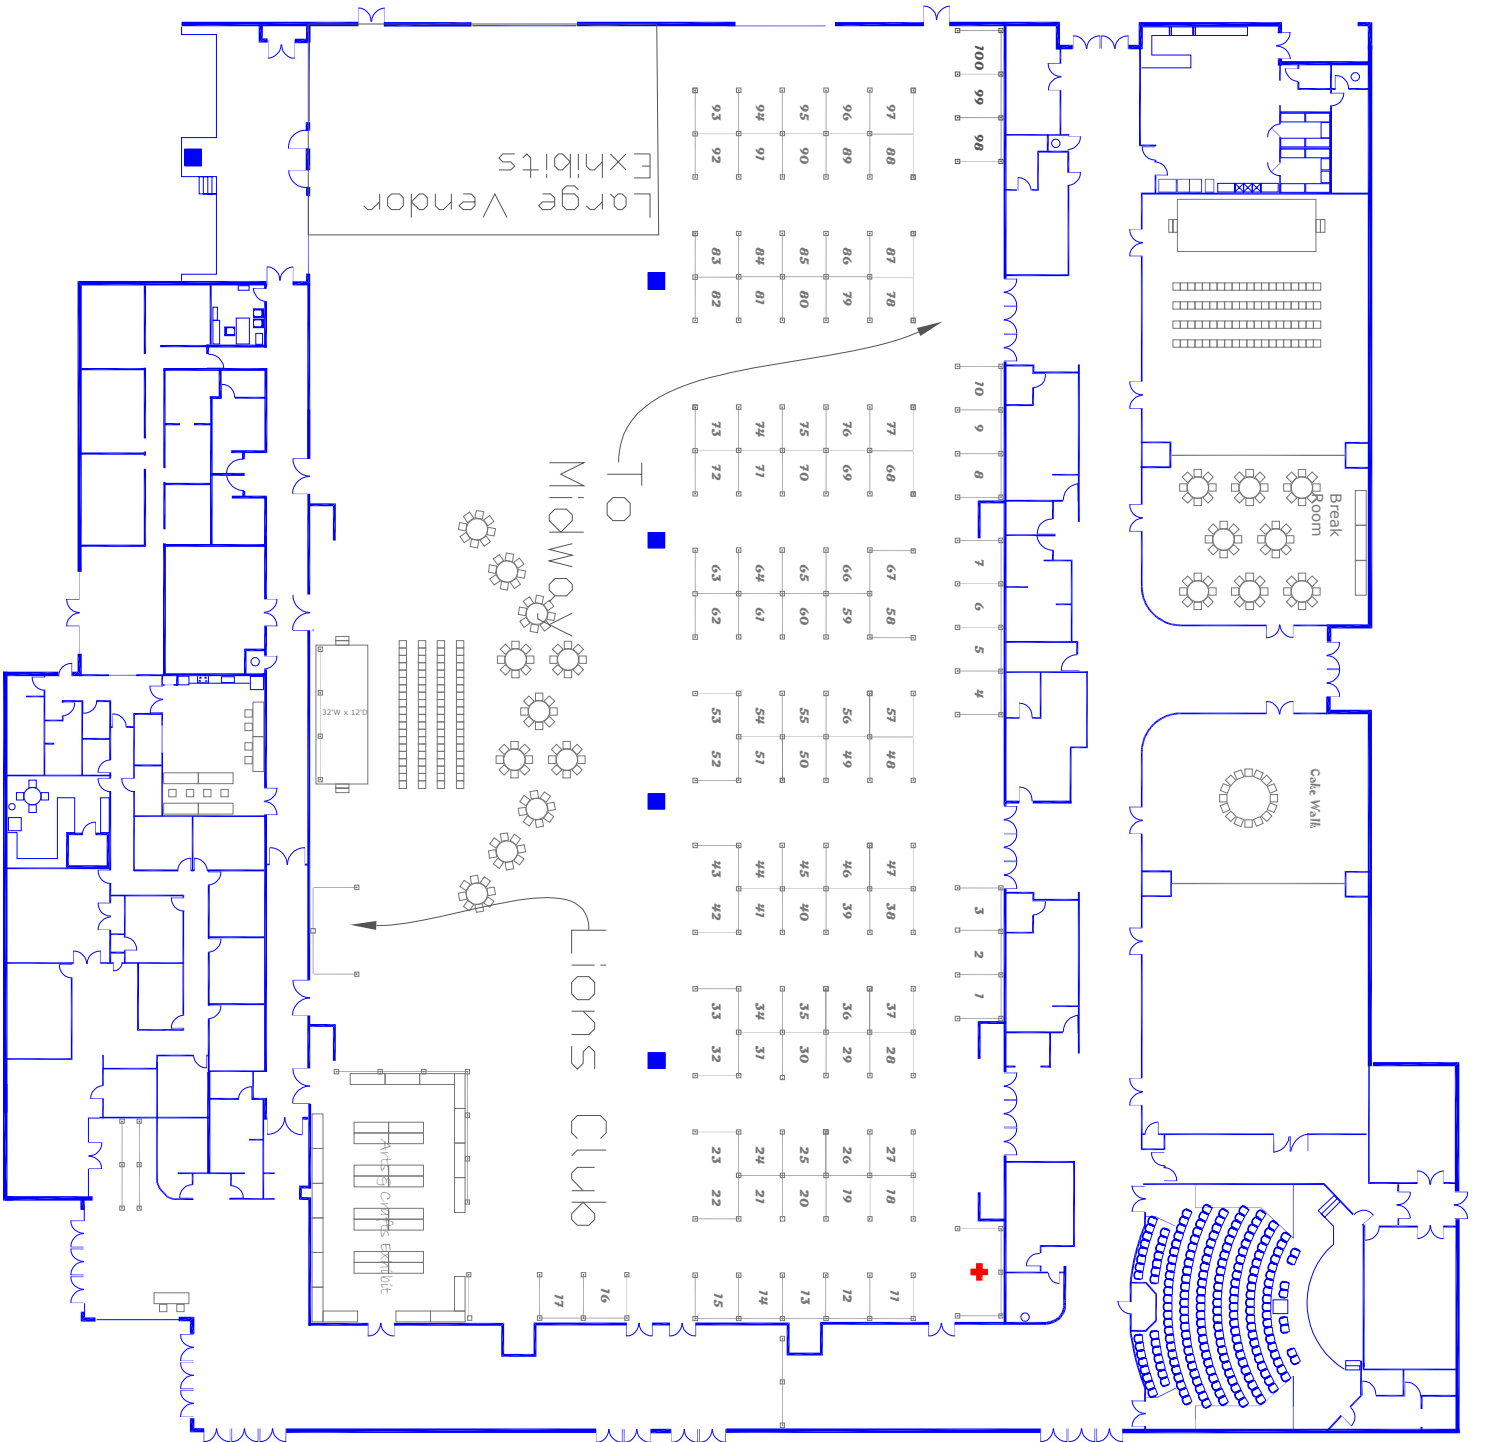 Large Vendor
Exhibits
100
99
98
93 94 95 96 97
92 91 90 89 88
83 84 85 86 87
82 81 80 79 78
10
9
8
73 74 75 76 77
72 71 70 69 68
To
Midway
7
6
5
4
63 64 65 66 67
62 61 60 59 58
Break
Room
32'W x 12'D
53 54 55 56 57
52 51 50 49 48
Cake Walk
43 44 45 46 47
42 41 40 39 38
3
2
1
Lions Club
33 34 35 36 37
32 31 30 29 28
23 24 25 26 27
22 21 20 19 18
Arts & Crafts Exhibit
17 16 15 14 13 12 11